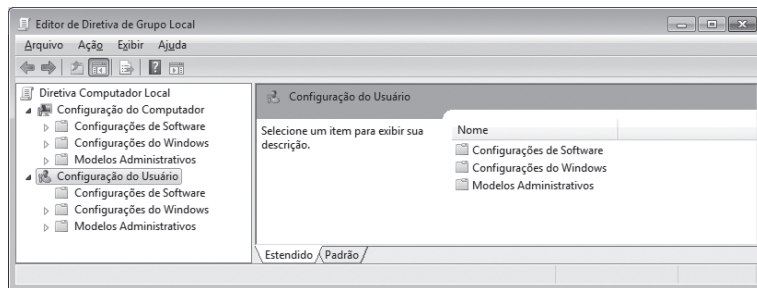 Editor de Diretiva de Grupo Local
Arquivo Ação Exibir Ajuda
Diretiva Computador Local
Configuração do Computador
Configurações de Software
Configurações do Windows
Modelos Administrativos
Configuração do Usuário
Configurações de Software
Configurações do Windows
Modelos Administrativos
Configuração do Usuário
Selecione um item para exibir sua
descrição.
Nome
Configurações de Software
Configurações do Windows
Modelos Administrativos
Estendido Padrão